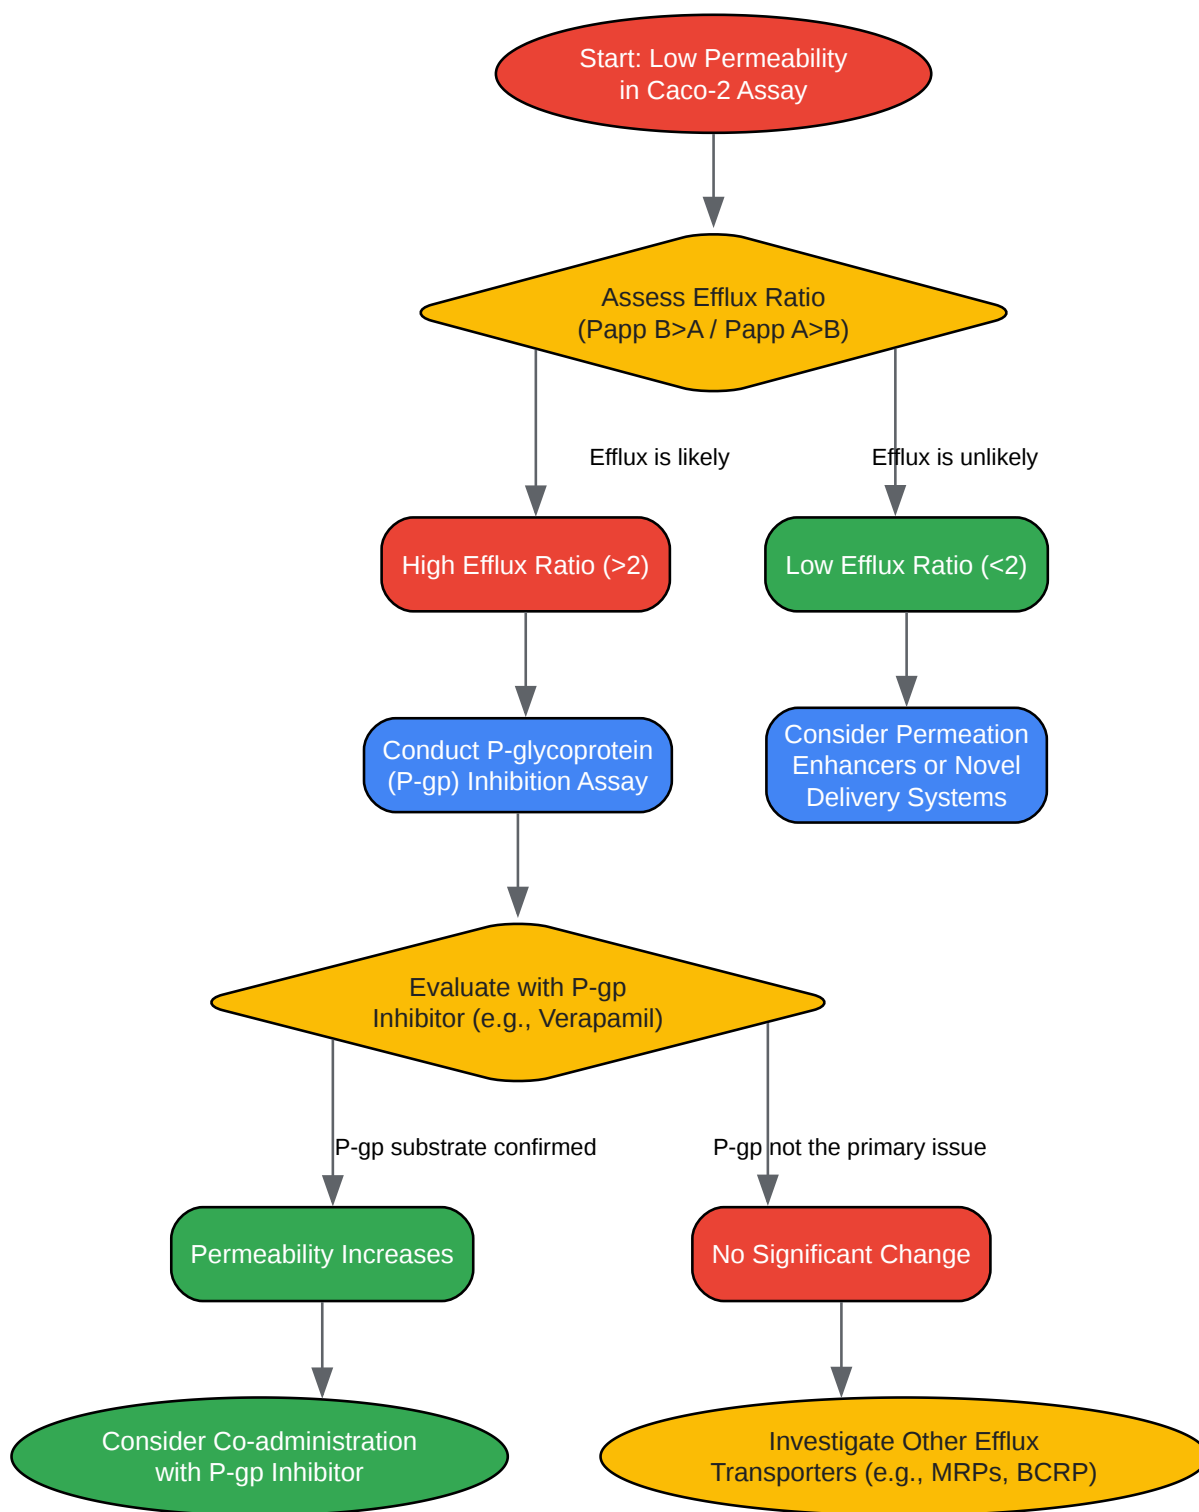 Start: Low Permeability
in Caco-2 Assay
Assess Efflux Ratio
(Papp B>A / Papp A>B)
Efflux is likely
Efflux is unlikely
High Efflux Ratio (>2)
Low Efflux Ratio (<2)
Conduct P-glycoprotein
(P-gp) Inhibition Assay
Consider Permeation
Enhancers or Novel
Delivery Systems
Evaluate with P-gp
Inhibitor (e.g., Verapamil)
P-gp substrate confirmed
P-gp not the primary issue
Permeability Increases
No Significant Change
Consider Co-administration
with P-gp Inhibitor
Investigate Other Efflux
Transporters (e.g., MRPs, BCRP)